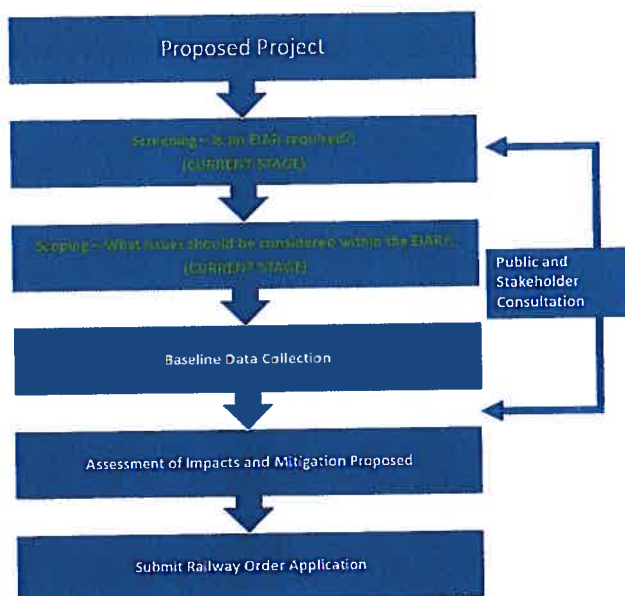 Proposed Project
Screening – Is an EIAR required?
(CURRENT STAGE)
Scoping – What issues should be considered within the EIAR?
(CURRENT STAGE)
Public and
Stakeholder
Consultation
Baseline Data Collection
Assessment of Impacts and Mitigation Proposed
Submit Railway Order Application